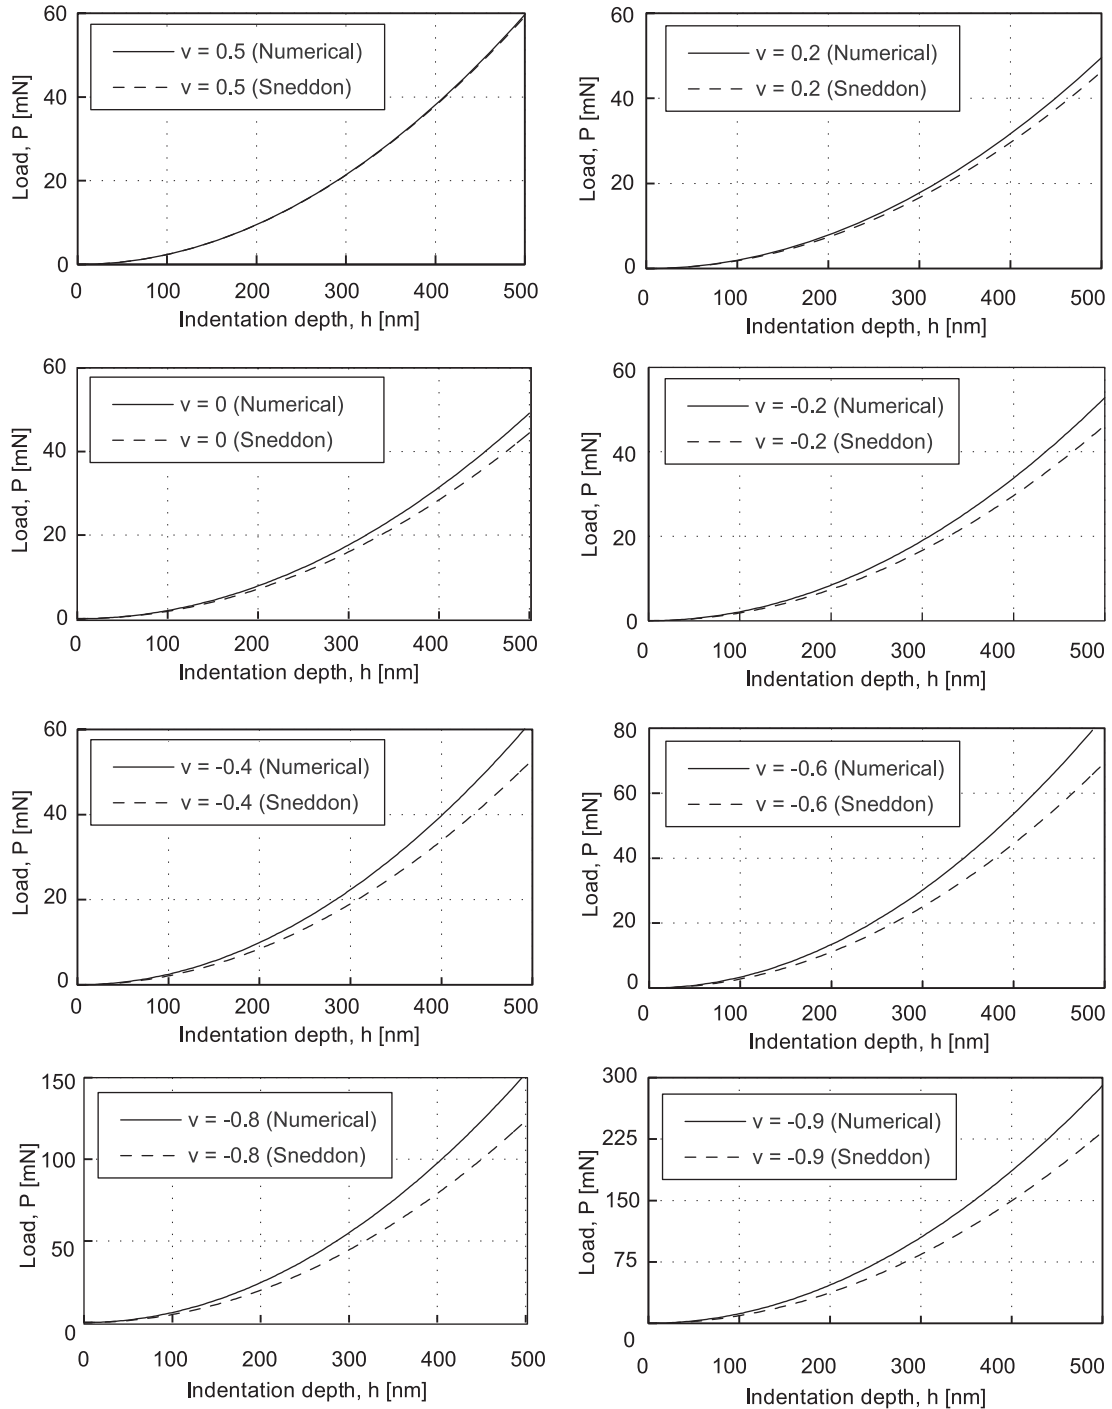 60
40
20
0
Load, P [mN]
v = 0.5 (Numerical)
v = 0.5 (Sneddon)
0 100 200 300 400 500
Indentation depth, h [nm]
60
40
20
0
Load, P [mN]
v = 0.2 (Numerical)
v = 0.2 (Sneddon)
0 100 200 300 400 500
Indentation depth, h [nm]
60
40
20
0
Load, P [mN]
v = 0 (Numerical)
v = 0 (Sneddon)
0 100 200 300 400 500
Indentation depth, h [nm]
60
40
20
0
Load, P [mN]
v = -0.2 (Numerical)
v = -0.2 (Sneddon)
0 100 200 300 400 500
Indentation depth, h [nm]
60
40
20
0
Load, P [mN]
v = -0.4 (Numerical)
v = -0.4 (Sneddon)
0 100 200 300 400 500
Indentation depth, h [nm]
80
60
40
20
0
Load, P [mN]
v = -0.6 (Numerical)
v = -0.6 (Sneddon)
0 100 200 300 400 500
Indentation depth, h [nm]
150
100
50
0
Load, P [mN]
v = -0.8 (Numerical)
v = -0.8 (Sneddon)
0 100 200 300 400 500
Indentation depth, h [nm]
300
225
150
75
0
Load, P [mN]
v = -0.9 (Numerical)
v = -0.9 (Sneddon)
0 100 200 300 400 500
Indentation depth, h [nm]